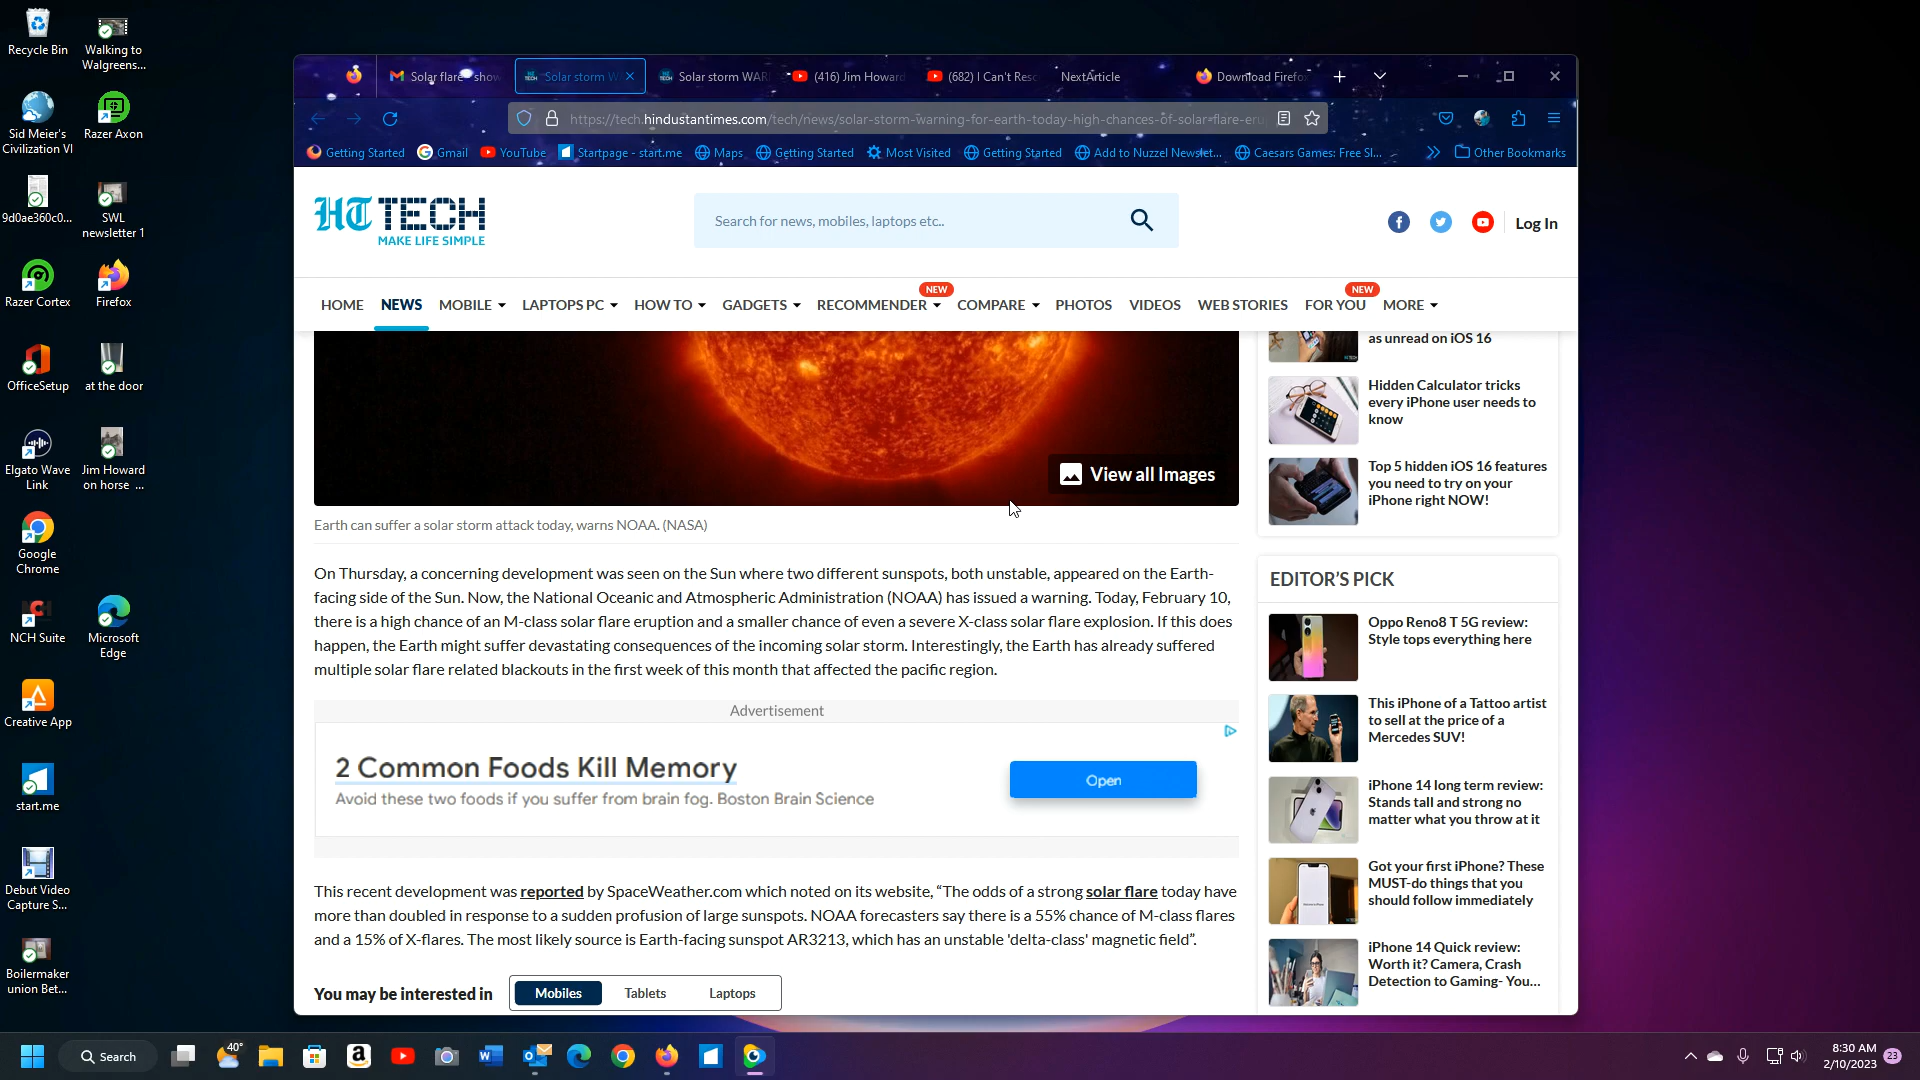 Recycle Bin
Walking to
Walgreens...
Sid Meier's
Civilization VI
Razer Axon
9d0ae360c0...
SWL
newsletter 1
Razer Cortex
Firefox
OfficeSetup
at the door
Elgato Wave
Link
Jim Howard
on horse ...
Google
Chrome
NCH Suite
Microsoft
Edge
Creative App
start.me
Debut Video
Capture S...
Boilermaker
union Bet...
Solar flare - show
Solar storm WA
Solar storm WAR
(416) Jim Howard
(682) I Can't Resc
NextArticle
Download Firefo
https://tech.hindustantimes.com/tech/news/solar-storm-warning-for-earth-today-high-chances-of-solar-flare-eru
Getting Started
Gmail
YouTube
Startpage - start.me
Maps
Getting Started
Most Visited
Getting Started
Add to Nuzzel Newslet...
Caesars Games: Free Sl...
Other Bookmarks
HT TECH
MAKE LIFE SIMPLE
Search for news, mobiles, laptops etc..
Log In
HOME NEWS MOBILE LAPTOPS PC HOW TO GADGETS RECOMMENDER NEW COMPARE PHOTOS VIDEOS WEB STORIES FOR YOU NEW MORE
View all Images
Earth can suffer a solar storm attack today, warns NOAA. (NASA)
On Thursday, a concerning development was seen on the Sun where two different sunspots, both unstable, appeared on the Earth-
facing side of the Sun. Now, the National Oceanic and Atmospheric Administration (NOAA) has issued a warning. Today, February 10,
there is a high chance of an M-class solar flare eruption and a smaller chance of even a severe X-class solar flare explosion. If this does
happen, the Earth might suffer devastating consequences of the incoming solar storm. Interestingly, the Earth has already suffered
multiple solar flare related blackouts in the first week of this month that affected the pacific region.
Advertisement
2 Common Foods Kill Memory
Avoid these two foods if you suffer from brain fog. Boston Brain Science
Open
This recent development was reported by SpaceWeather.com which noted on its website, “The odds of a strong solar flare today have
more than doubled in response to a sudden profusion of large sunspots. NOAA forecasters say there is a 55% chance of M-class flares
and a 15% of X-flares. The most likely source is Earth-facing sunspot AR3213, which has an unstable 'delta-class' magnetic field”.
You may be interested in
Mobiles
Tablets
Laptops
as unread on iOS 16
Hidden Calculator tricks
every iPhone user needs to
know
Top 5 hidden iOS 16 features
you need to try on your
iPhone right NOW!
EDITOR’S PICK
Oppo Reno8 T 5G review:
Style tops everything here
This iPhone of a Tattoo artist
to sell at the price of a
Mercedes SUV!
iPhone 14 long term review:
Stands tall and strong no
matter what you throw at it
Got your first iPhone? These
MUST-do things that you
should follow immediately
iPhone 14 Quick review:
Worth it? Camera, Crash
Detection to Gaming- You...
Search
40°
8:30 AM
2/10/2023
23